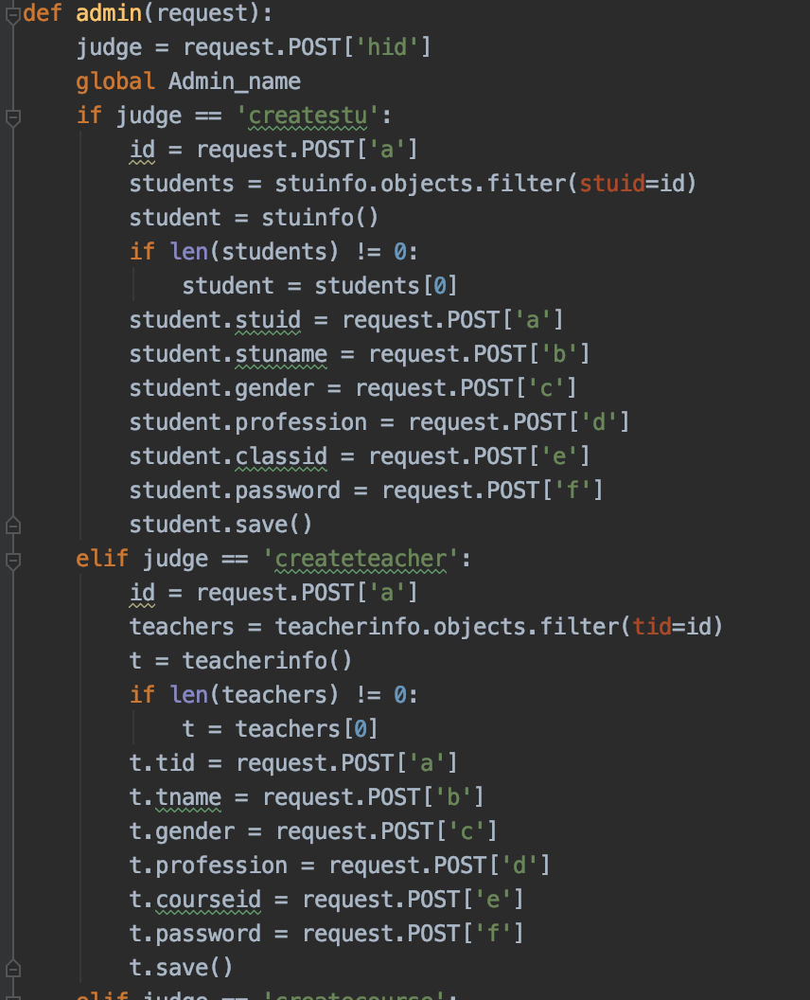 def admin(request):
    judge = request.POST['hid']
    global Admin_name
    if judge == 'createstu':
        id = request.POST['a']
        students = stuinfo.objects.filter(stuid=id)
        student = stuinfo()
        if len(students) != 0:
            student = students[0]
        student.stuid = request.POST['a']
        student.stuname = request.POST['b']
        student.gender = request.POST['c']
        student.profession = request.POST['d']
        student.classid = request.POST['e']
        student.password = request.POST['f']
        student.save()
    elif judge == 'createteacher':
        id = request.POST['a']
        teachers = teacherinfo.objects.filter(tid=id)
        t = teacherinfo()
        if len(teachers) != 0:
            t = teachers[0]
        t.tid = request.POST['a']
        t.tname = request.POST['b']
        t.gender = request.POST['c']
        t.profession = request.POST['d']
        t.courseid = request.POST['e']
        t.password = request.POST['f']
        t.save()
    elif judge == 'createcourse':